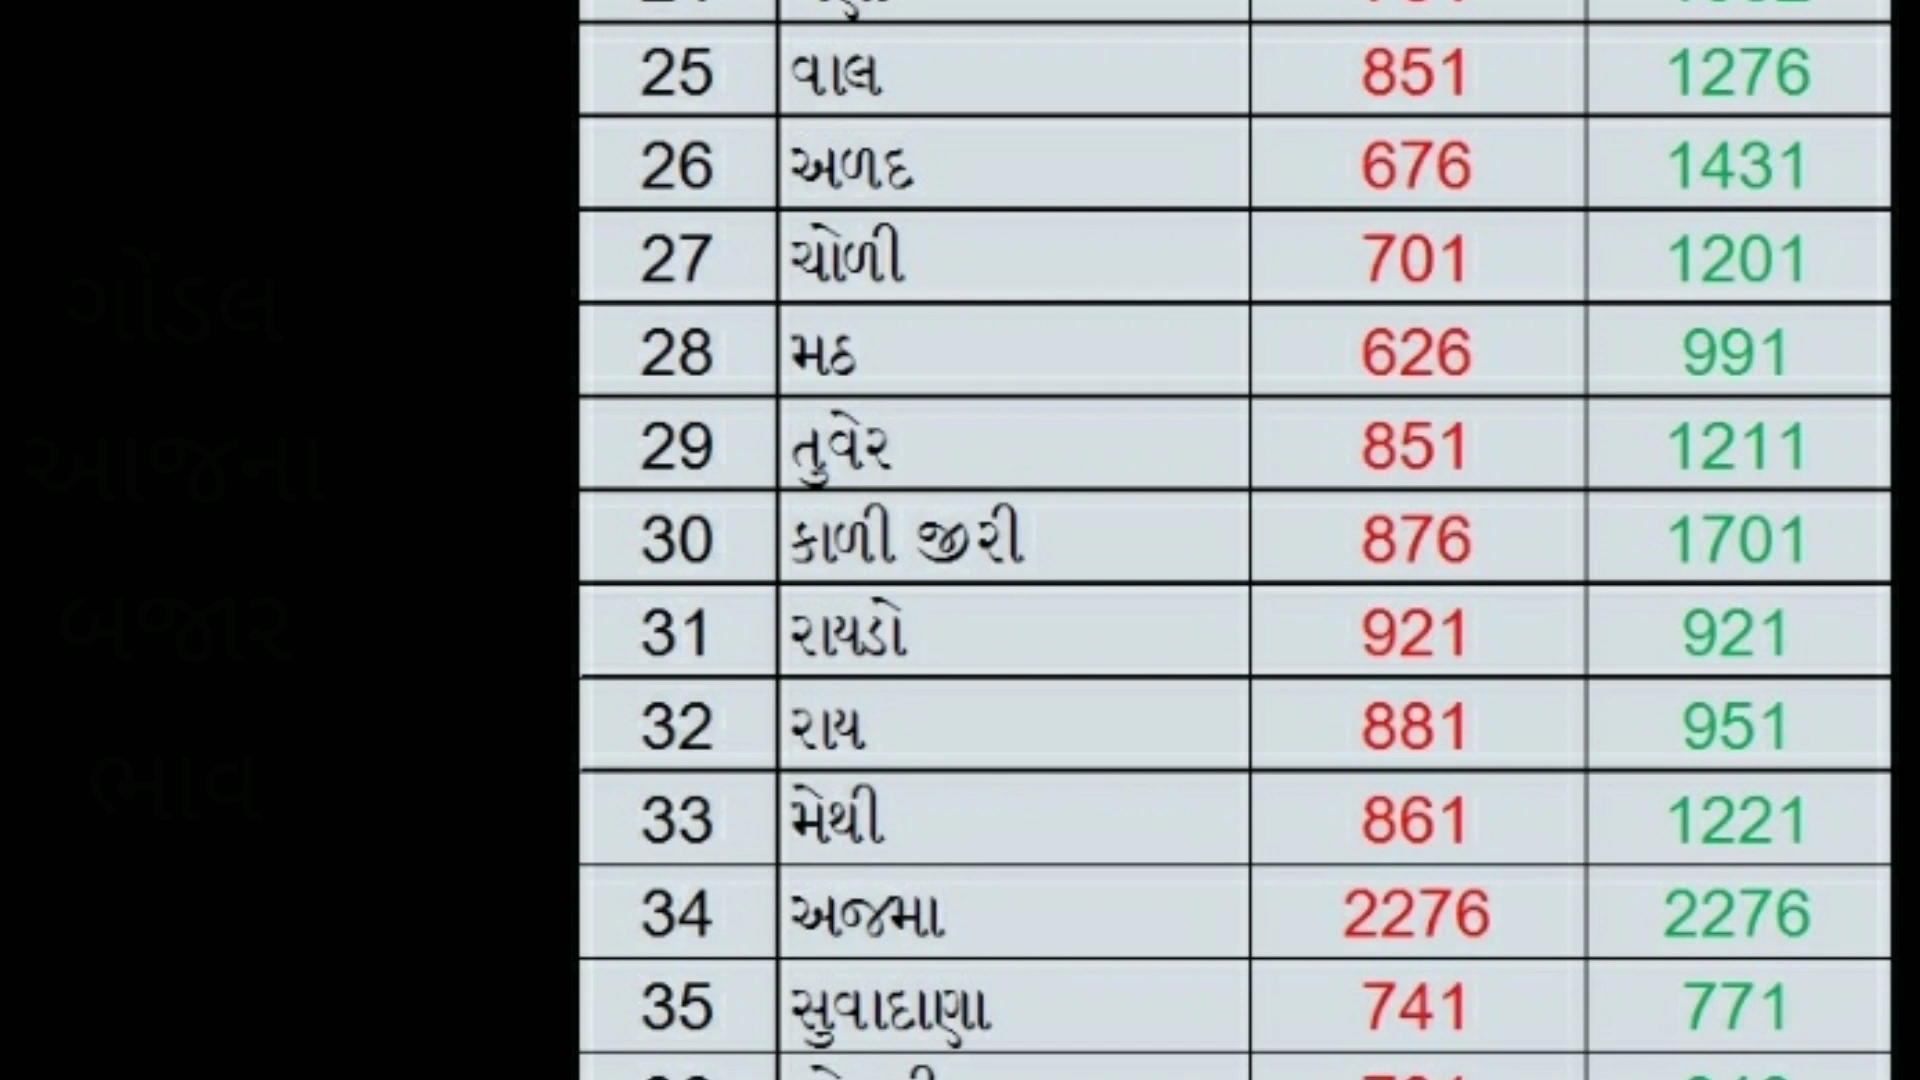 ગોંડલ
આજના
બજાર
ભાવ
25 વાલ 851 1276
26 અળદ 676 1431
27 ચોળી 701 1201
28 મઠ 626 991
29 તુવેર 851 1211
30 કાળી જીરી 876 1701
31 રાયડો 921 921
32 રાય 881 951
33 મેથી 861 1221
34 અજમા 2276 2276
35 સુવાદાણા 741 771